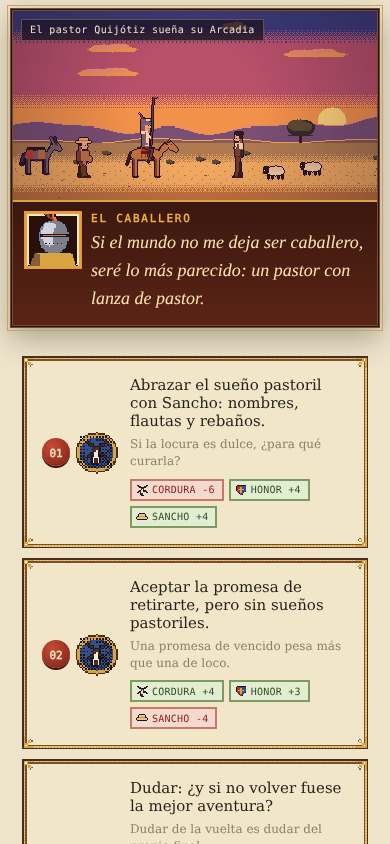 El pastor Quijótiz sueña su Arcadia
EL CABALLERO
Si el mundo no me deja ser caballero,
seré lo más parecido: un pastor con
lanza de pastor.
Abrazar el sueño pastoril
con Sancho: nombres,
flautas y rebaños.
Si la locura es dulce, ¿para qué
curarla?
01
CORDURA -6
HONOR +4
SANCHO +4
Aceptar la promesa de
retirarte, pero sin sueños
pastoriles.
Una promesa de vencido pesa más
que una de loco.
02
CORDURA +4
HONOR +3
SANCHO -4
Dudar: ¿y si no volver fuese
la mejor aventura?
Dudar de la vuelta es dudar del